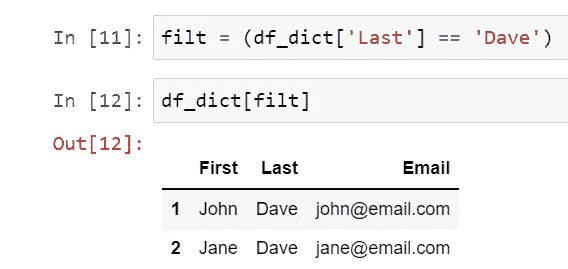 In [11]: filt = (df_dict['Last'] == 'Dave')
In [12]: df_dict[filt]
Out[12]:
First Last Email
1 John Dave john@email.com
2 Jane Dave jane@email.com